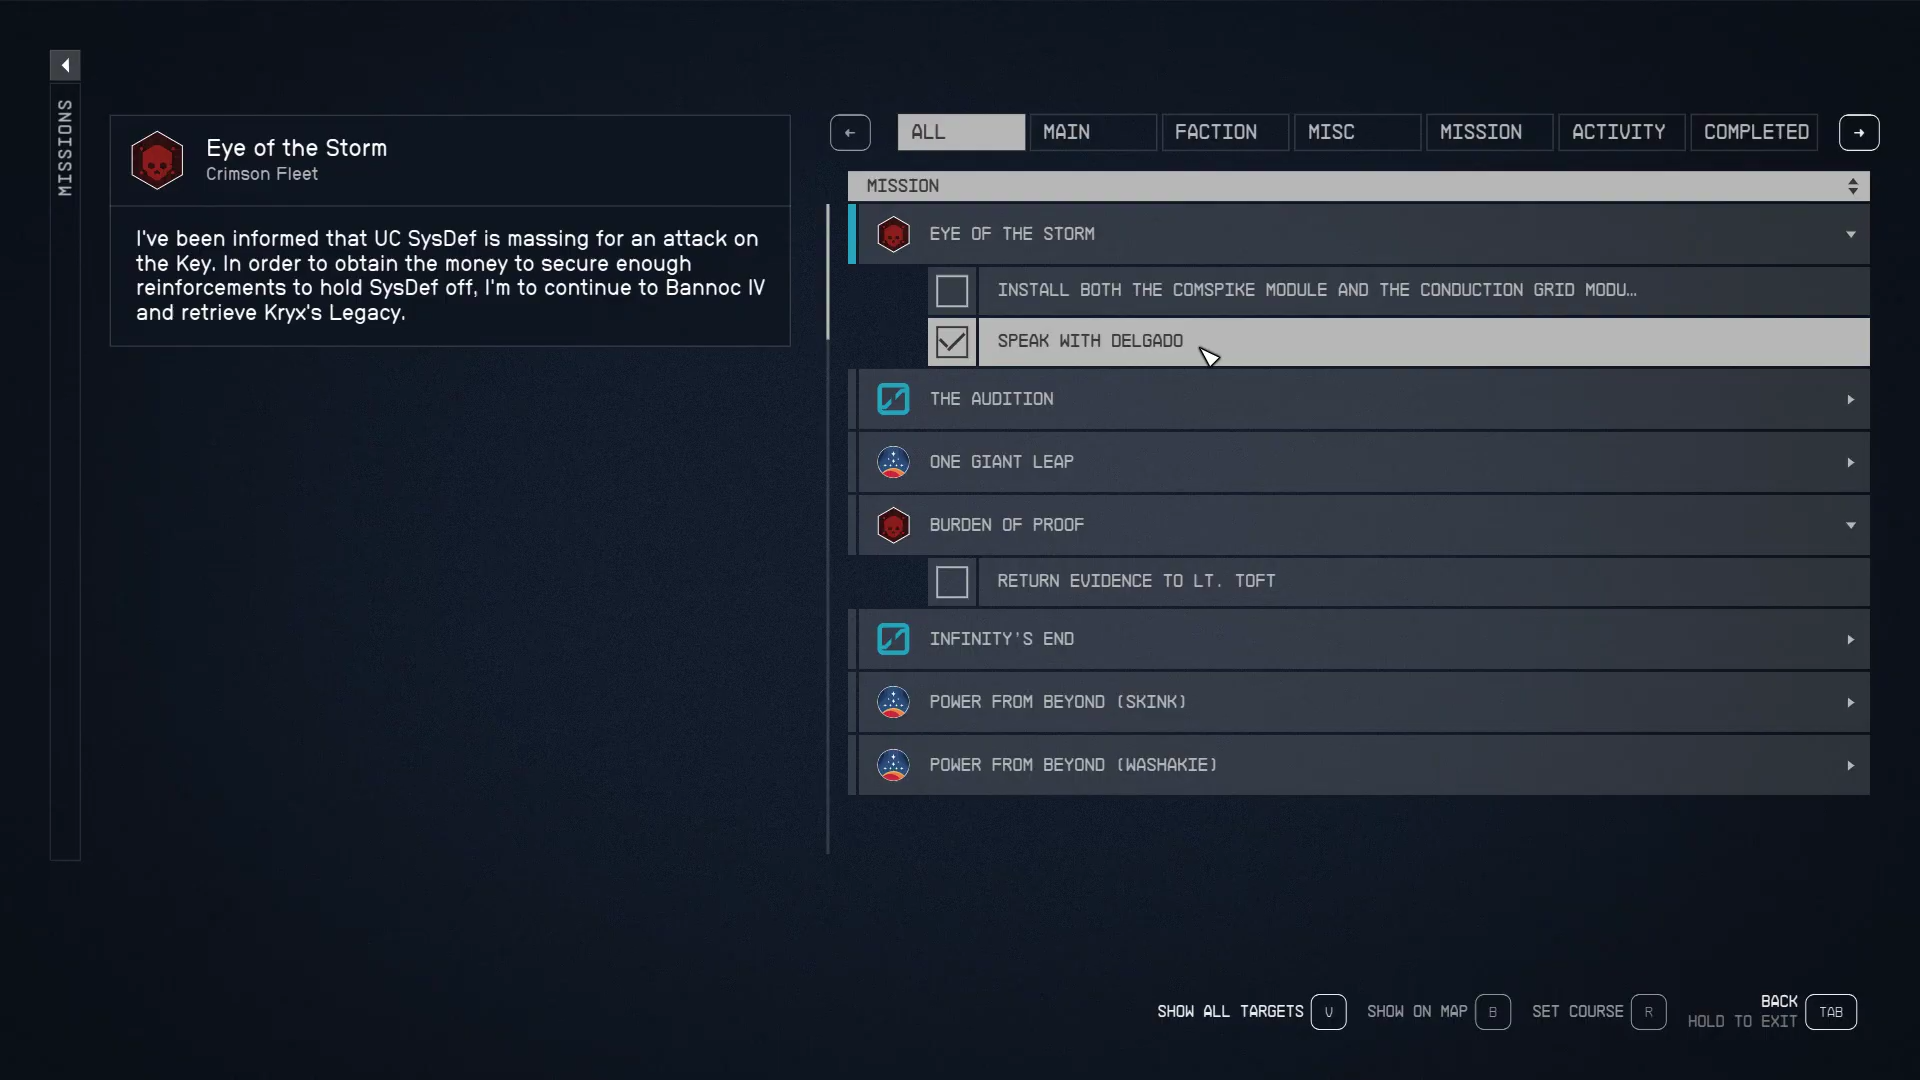 MISSIONS
Eye of the Storm
Crimson Fleet
I've been informed that UC SysDef is massing for an attack on
the Key. In order to obtain the money to secure enough
reinforcements to hold SysDef off, I'm to continue to Bannoc IV
and retrieve Kryx's Legacy.
ALL MAIN FACTION MISC MISSION ACTIVITY COMPLETED
MISSION
EYE OF THE STORM
INSTALL BOTH THE COMSPIKE MODULE AND THE CONDUCTION GRID MODU...
SPEAK WITH DELGADO
THE AUDITION
ONE GIANT LEAP
BURDEN OF PROOF
RETURN EVIDENCE TO LT. TOFT
INFINITY'S END
POWER FROM BEYOND (SKINK)
POWER FROM BEYOND (WASHAKIE)
SHOW ALL TARGETS V SHOW ON MAP B SET COURSE R BACK TAB
HOLD TO EXIT